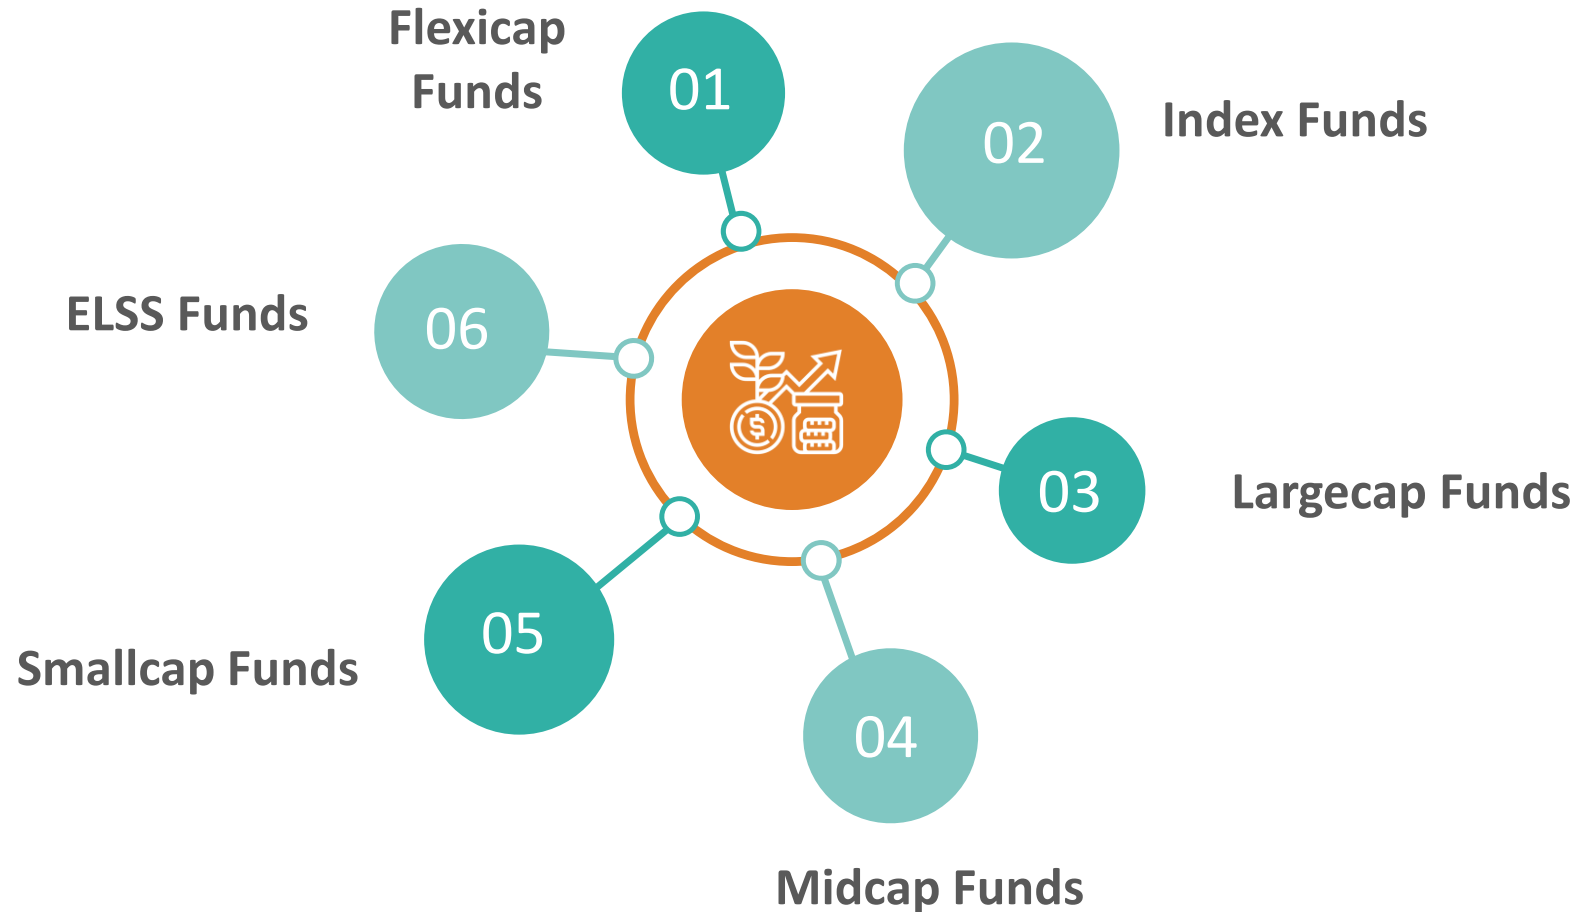 Flexicap
Funds
01
02
Index Funds
ELSS Funds
06
$
03
Largecap Funds
05
Smallcap Funds
04
Midcap Funds